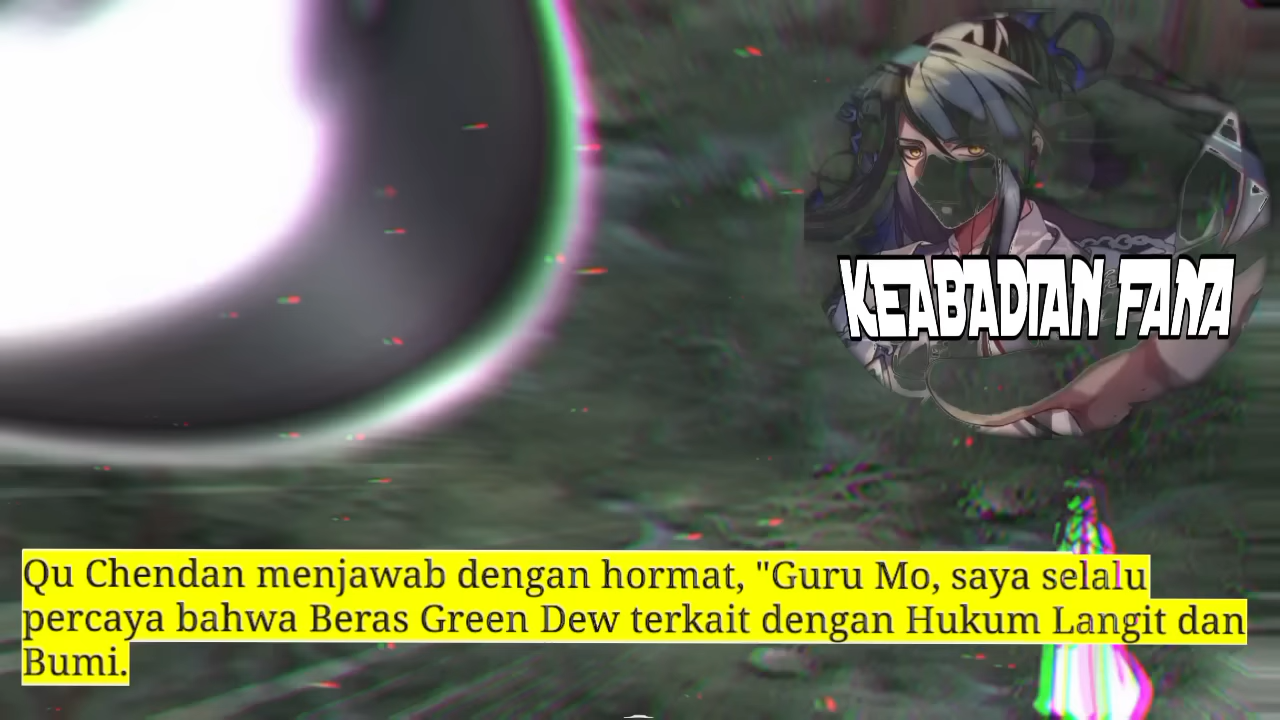 KEABADIAN FANA
Qu Chendan menjawab dengan hormat, "Guru Mo, saya selalu
percaya bahwa Beras Green Dew terkait dengan Hukum Langit dan
Bumi.